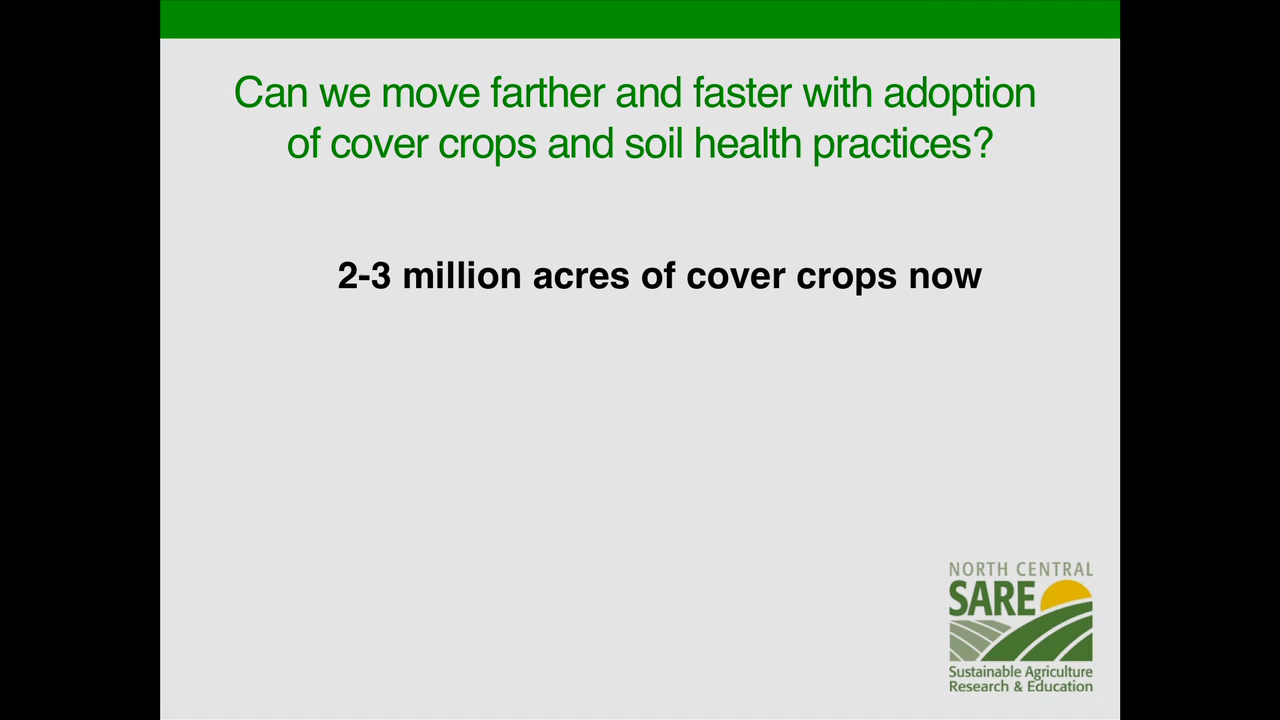 Can we move farther and faster with adoption
of cover crops and soil health practices?
2-3 million acres of cover crops now
NORTH CENTRAL
SARE
Sustainable Agriculture
Research & Education